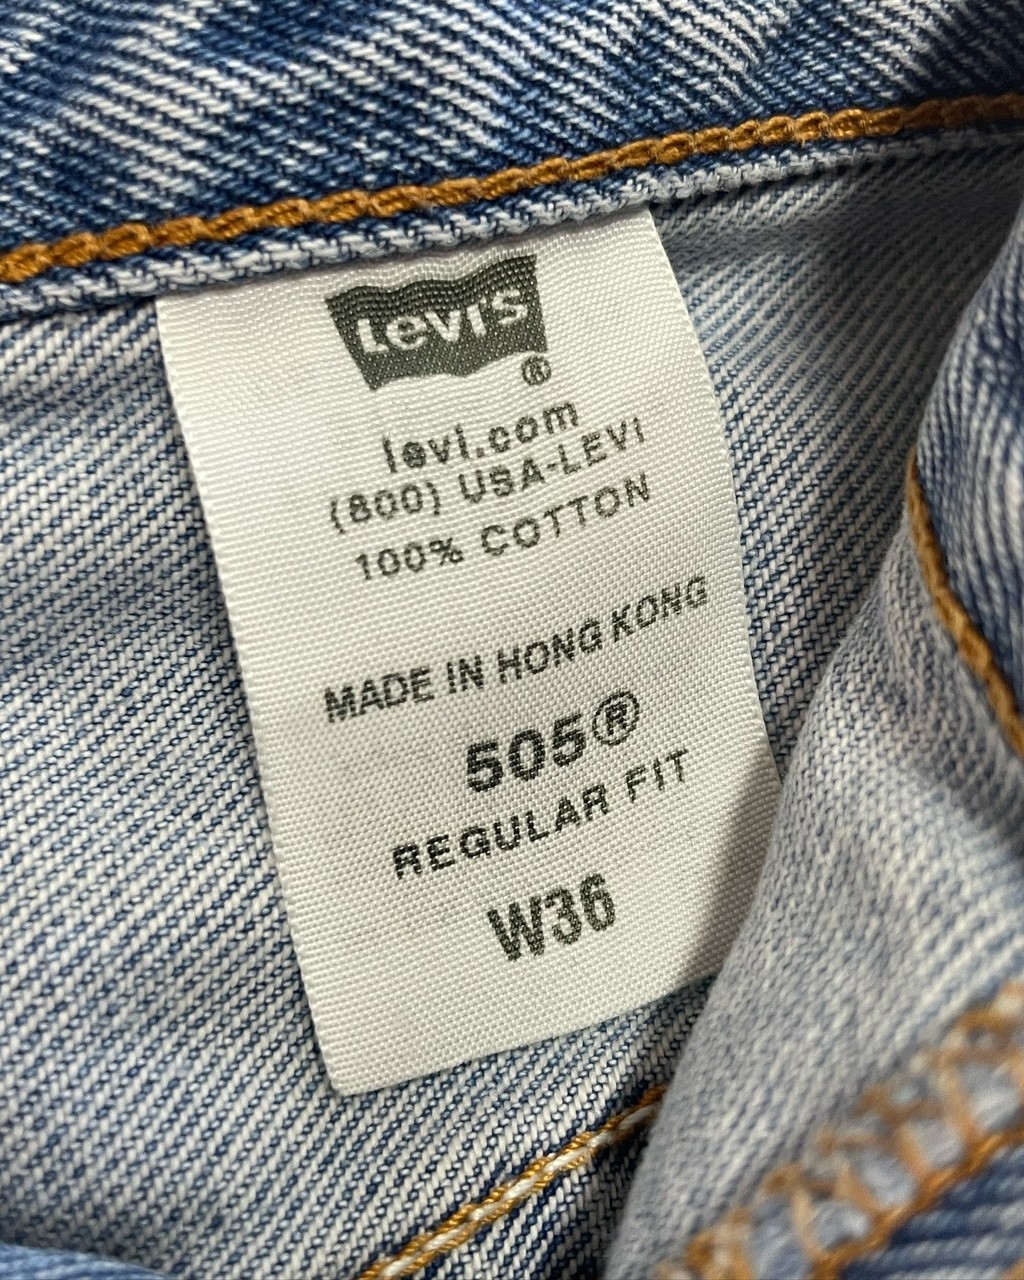 Levi's
®
levi.com
(800) USA-LEVI
100% COTTON
MADE IN HONG KONG
505®
REGULAR FIT
W36